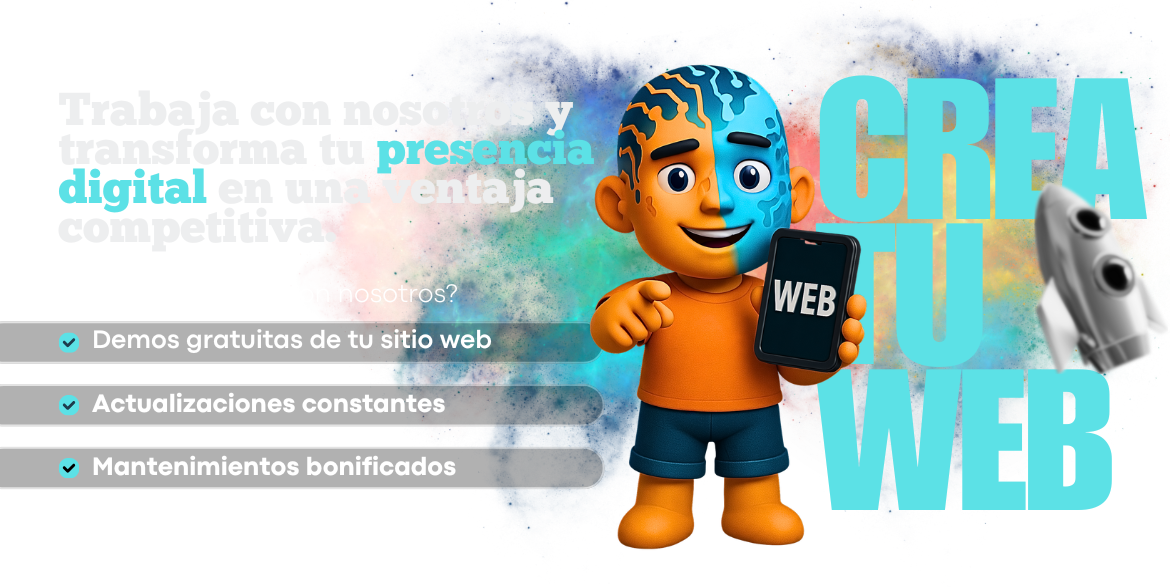 Trabaja con nosotros y
transforma tu presencia
digital en una ventaja
competitiva.
nosotros?
Demos gratuitas de tu sitio web
Actualizaciones constantes
Mantenimientos bonificados
WEB
CREA
TU
WEB